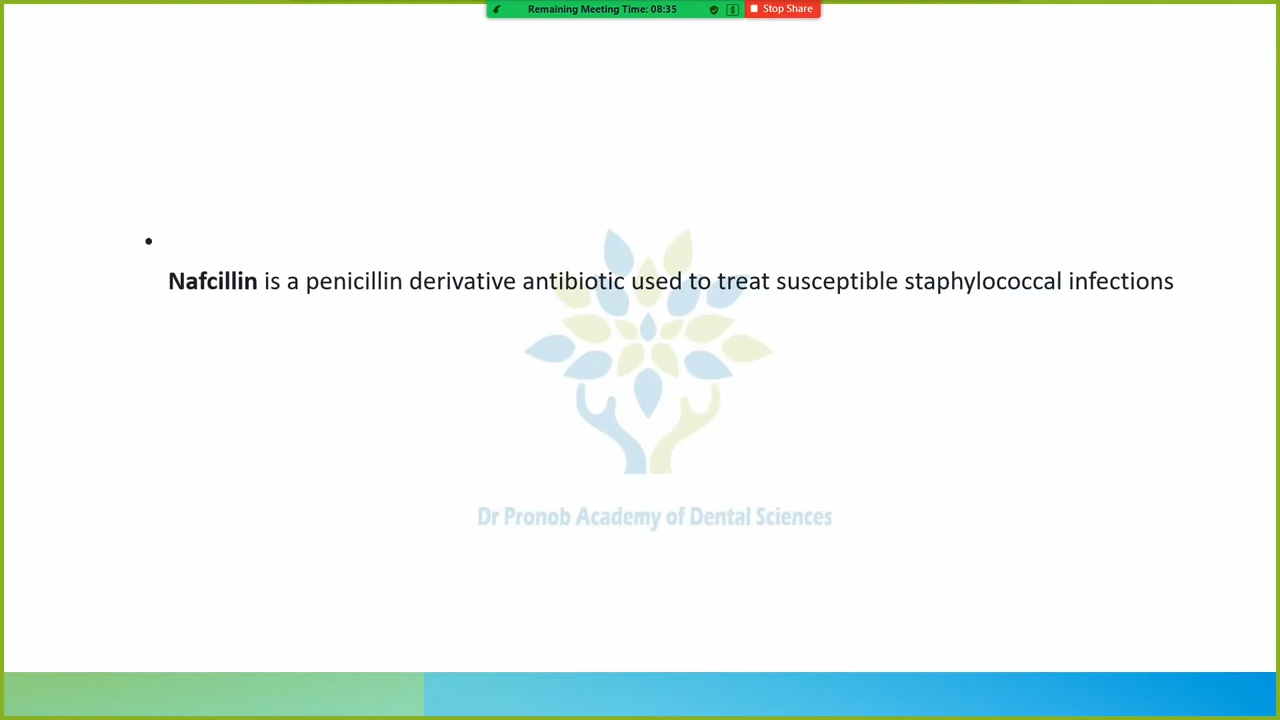 Remaining Meeting Time: 08:35
Stop Share
•
Nafcillin is a penicillin derivative antibiotic used to treat susceptible staphylococcal infections
Dr Pronob Academy of Dental Sciences